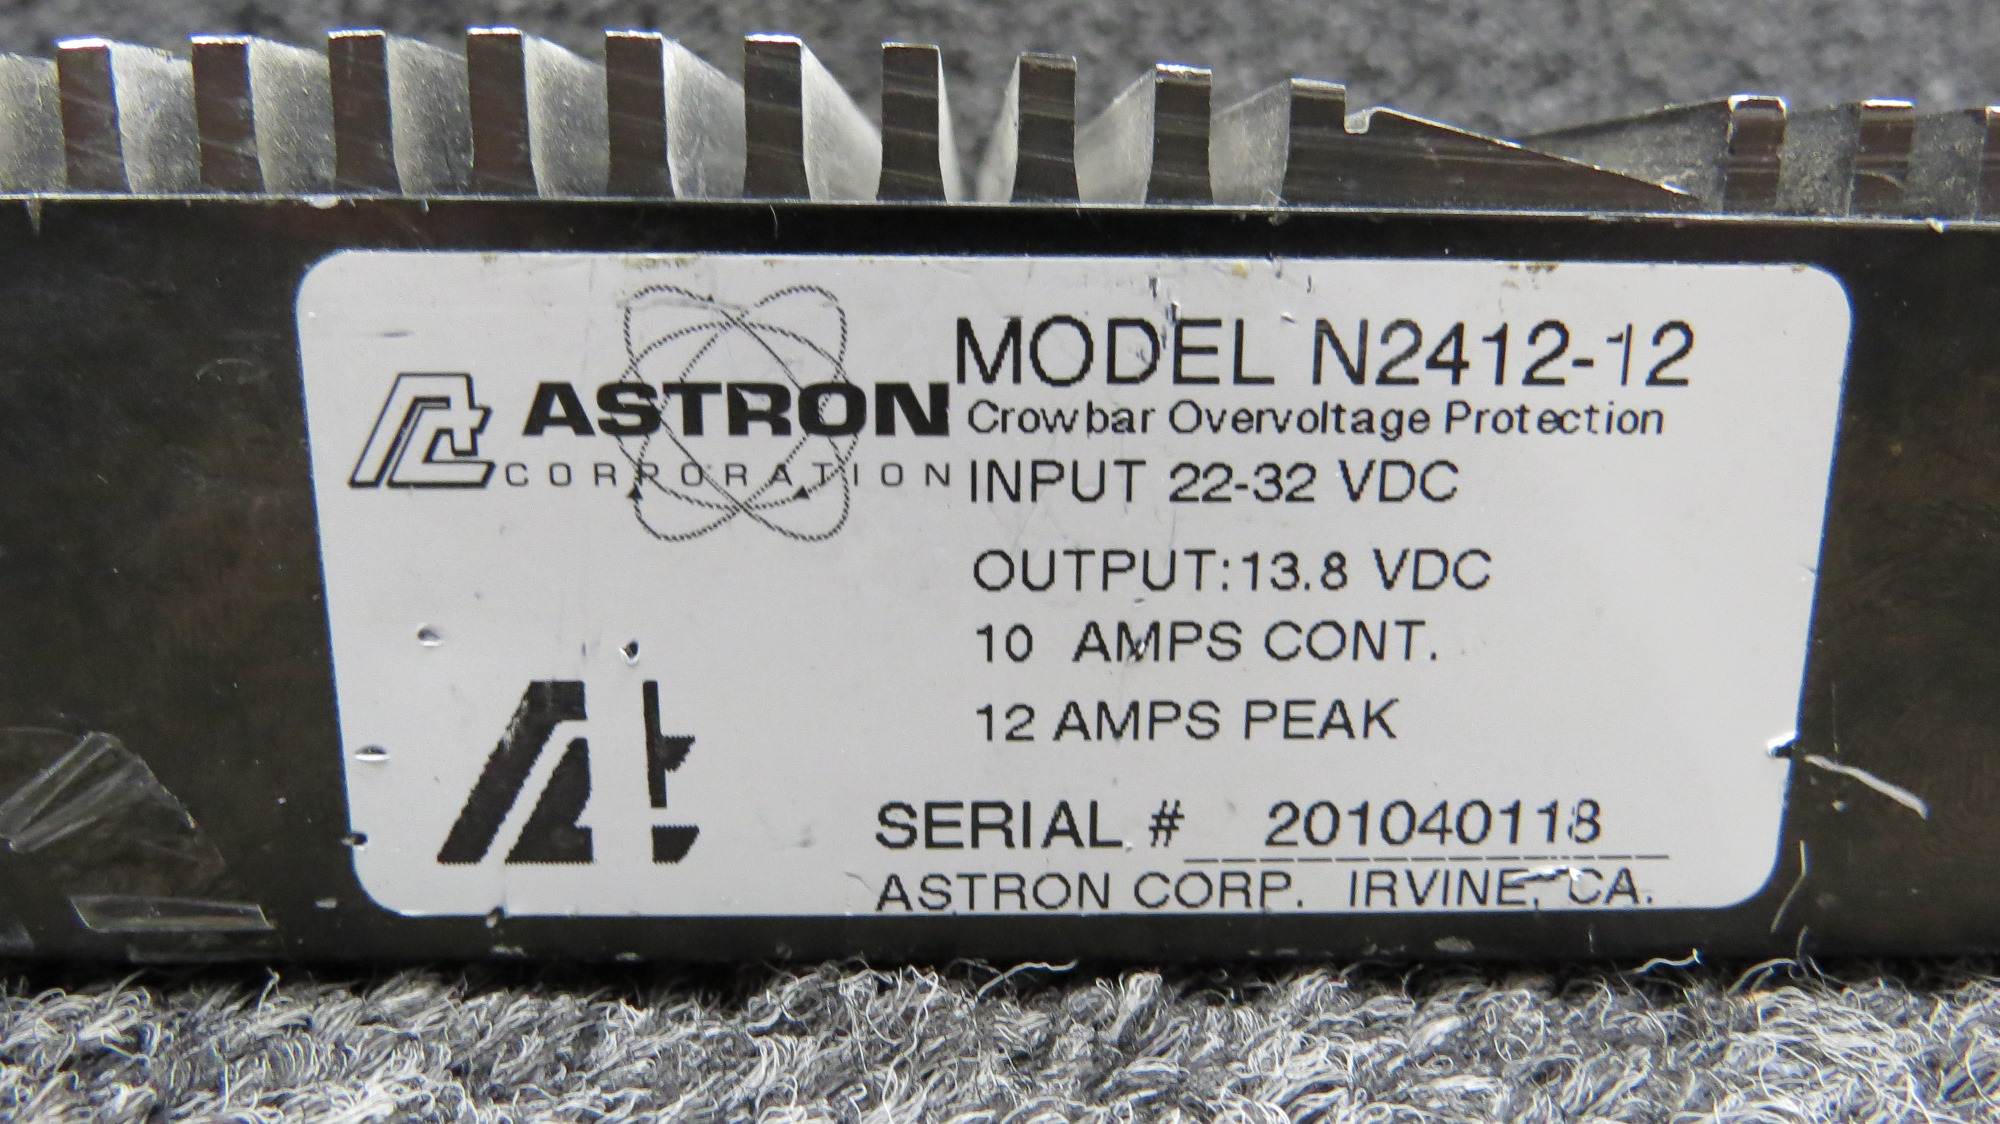 ASTRON
CORPORATION
MODEL N2412-12
Crowbar Overvoltage Protection
INPUT 22-32 VDC
OUTPUT:13.8 VDC
10 AMPS CONT.
12 AMPS PEAK
SERIAL # 201040118
ASTRON CORP. IRVINE, CA.